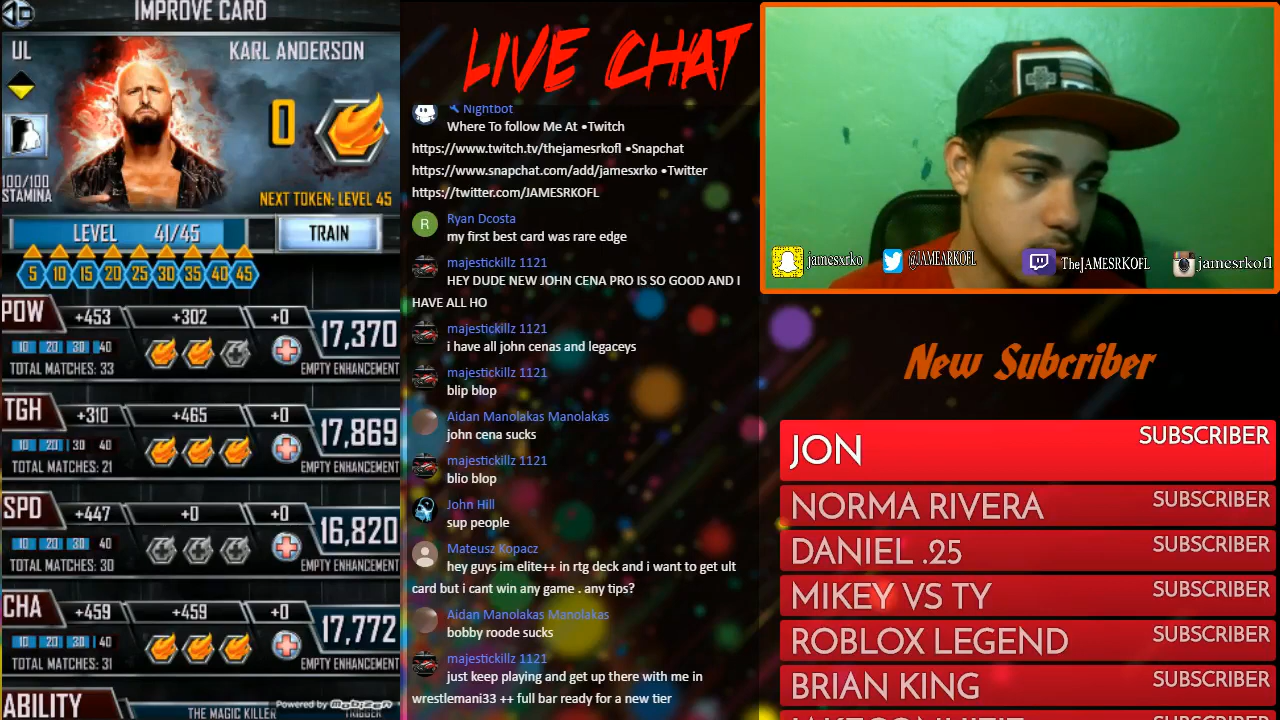 IMPROVE CARD
UL
KARL ANDERSON
0
100/100
STAMINA
NEXT TOKEN: LEVEL 45
LEVEL 41/45
TRAIN
5 10 15 20 25 30 35 40 45
POW +453 +302 +0 17,370
10 20 30 40
TOTAL MATCHES: 33
EMPTY ENHANCEMENT
TGH +310 +465 +0 17,869
10 20 30 40
TOTAL MATCHES: 21
EMPTY ENHANCEMENT
SPD +447 +0 +0 16,820
10 20 30 40
TOTAL MATCHES: 30
EMPTY ENHANCEMENT
CHA +459 +459 +0 17,772
10 20 30 40
TOTAL MATCHES: 31
EMPTY ENHANCEMENT
ABILITY
THE MAGIC KILLER
Powered by Mobizen
TRIGGER
LIVE CHAT
Nightbot
Where To follow Me At •Twitch
https://www.twitch.tv/thejamesrkofl •Snapchat
https://www.snapchat.com/add/jamesxrko •Twitter
https://twitter.com/JAMESRKOFL
R
Ryan Dcosta
my first best card was rare edge
majestickillz 1121
HEY DUDE NEW JOHN CENA PRO IS SO GOOD AND I
HAVE ALL HO
majestickillz 1121
i have all john cenas and legaceys
majestickillz 1121
blip blop
Aidan Manolakas Manolakas
john cena sucks
majestickillz 1121
blio blop
John Hill
sup people
Mateusz Kopacz
hey guys im elite++ in rtg deck and i want to get ult
card but i cant win any game . any tips?
Aidan Manolakas Manolakas
bobby roode sucks
majestickillz 1121
just keep playing and get up there with me in
wrestlemani33 ++ full bar ready for a new tier
jamesxrko
@JAMEARKOFL
TheJAMESRKOFL
jamesrkofl
New Subcriber
JON SUBSCRIBER
NORMA RIVERA SUBSCRIBER
DANIEL .25 SUBSCRIBER
MIKEY VS TY SUBSCRIBER
ROBLOX LEGEND SUBSCRIBER
BRIAN KING SUBSCRIBER